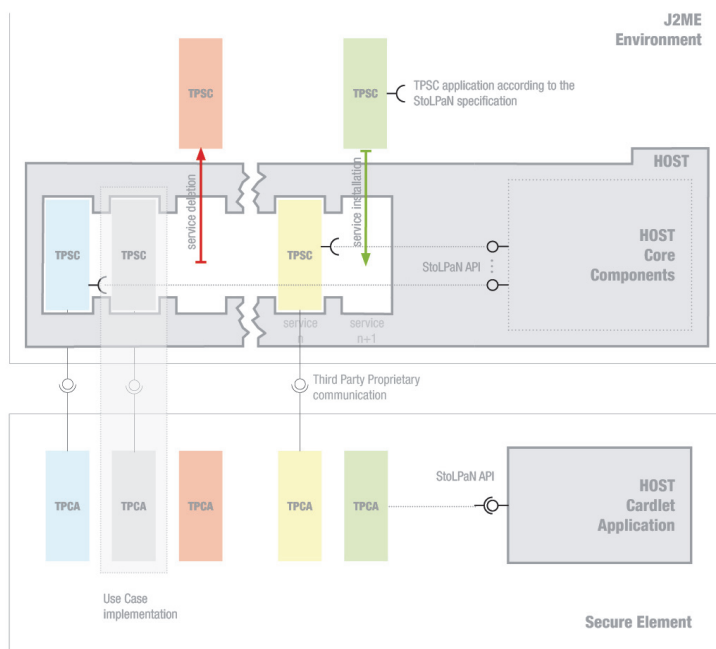 J2ME
Environment
TPSC
TPSC
TPSC application according to the
StoLPaN specification
HOST
service deletion
service installation
TPSC
TPSC
TPSC
HOST
Core
Components
StoLPaN API
service
n
service
n+1
Third Party Proprietary
communication
TPCA
TPCA
TPCA
TPCA
TPCA
StoLPaN API
HOST
Cardlet
Application
Use Case
implementation
Secure Element